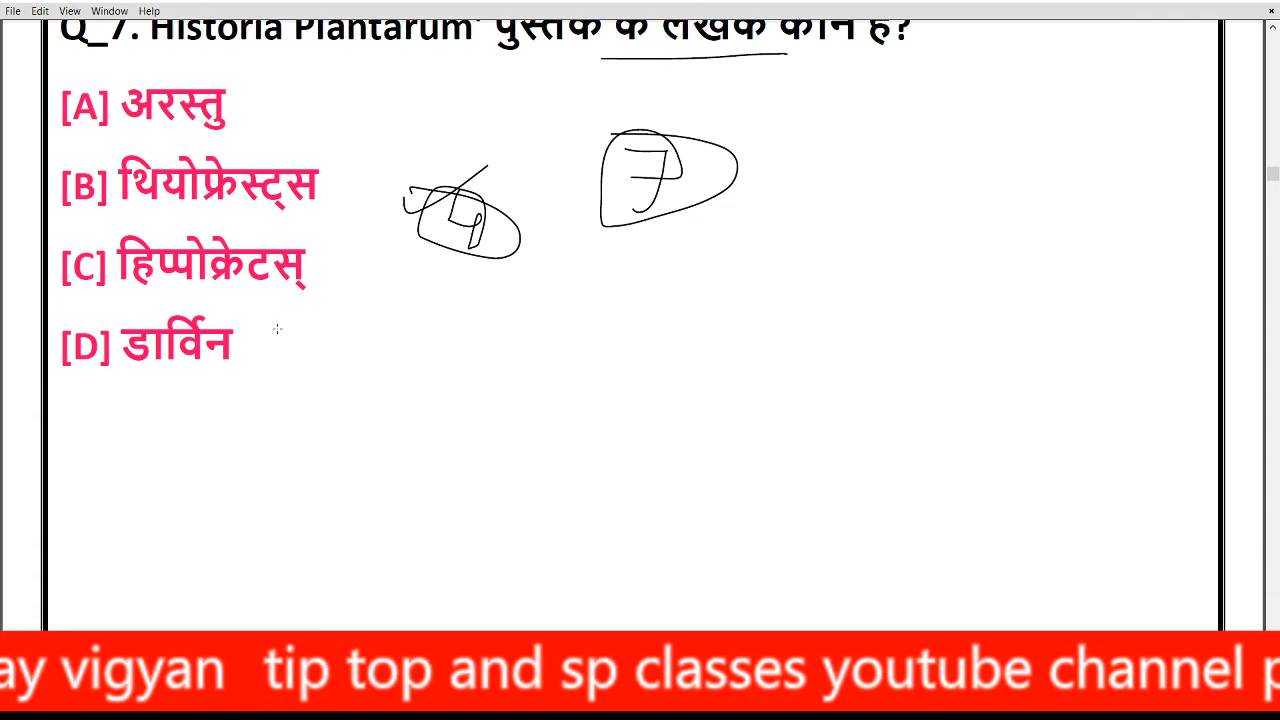 File Edit View Window Help
Q_7. Historia Plantarum' पुस्तक के लेखक कौन है?
[A] अरस्तु
[B] थियोफ्रेस्ट्स
[C] हिप्पोक्रेटस्
[D] डार्विन
ay vigyan tip top and sp classes youtube channel p